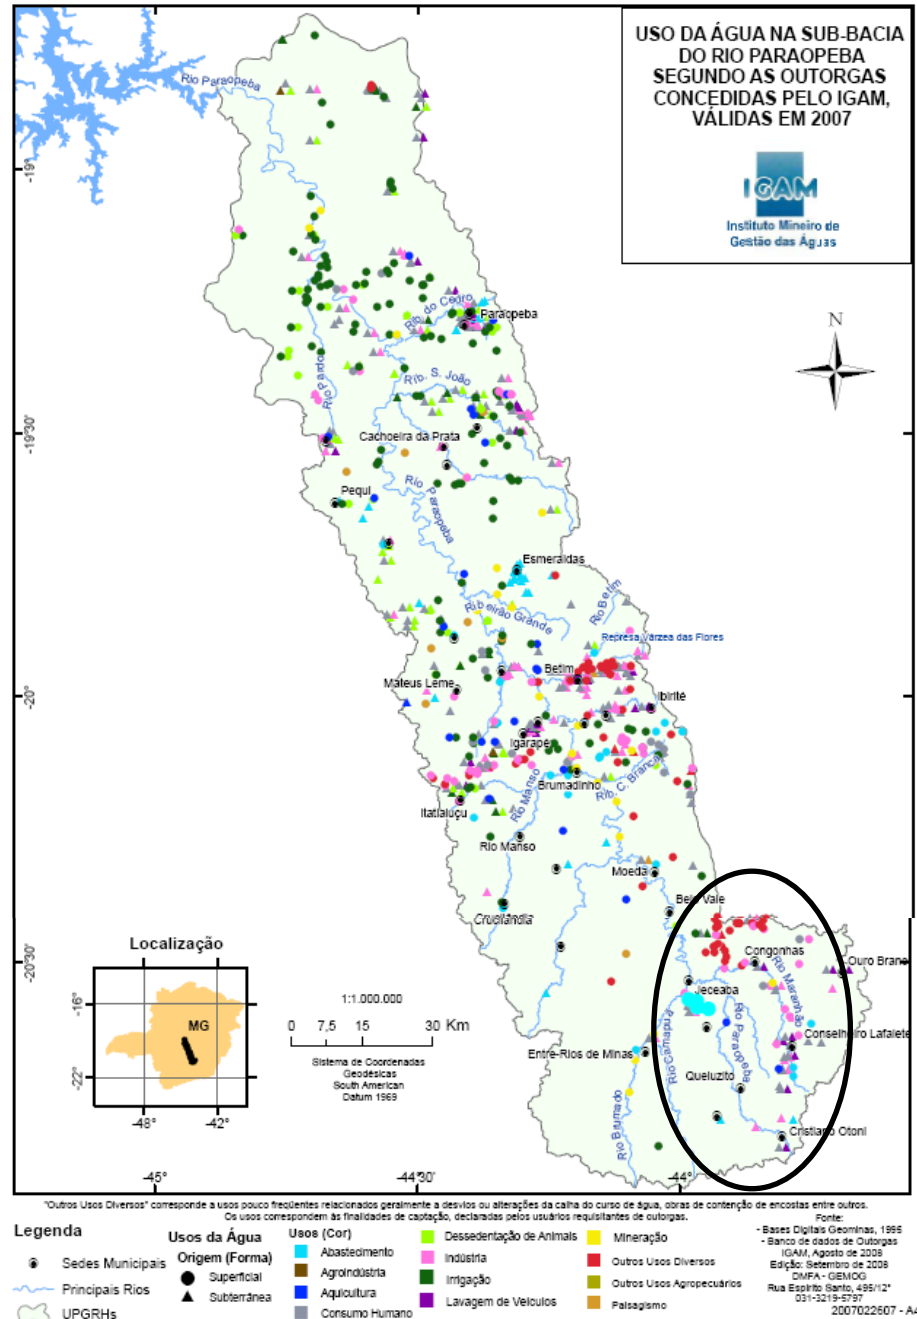 USO DA ÁGUA NA SUB-BACIA
DO RIO PARAOPEBA
SEGUNDO AS OUTORGAS
CONCEDIDAS PELO IGAM,
VÁLIDAS EM 2007
IGAM
Instituto Mineiro de
Gestão das Águas
N
Rio Paraopeba
-19°
Rib. do Cedro
Paraopeba
Rio Pardo
Rib. S. João
-19°30'
Cachoeira da Prata
Pequi
Rio Paraopeba
Esmeraldas
Rio Betim
Ribeirão Grande
Represa Várzea das Flores
Betim
Mateus Leme
-20°
Ibirité
Igarapé
Brumadinho
Rib. C. Branca
Rio Manso
Itatiaiuçu
Rio Manso
Moeda
Belo Vale
Crucilândia
-20°30'
Congonhas
Ouro Branc
Rio Maranhão
Jeceaba
Rio Camapuã
Rio Paraopeba
Conselheiro Lafaiete
Entre-Rios de Minas
Queluzito
Rio Brumado
Cristiano Otoni
Localização
-16°
MG
-22°
-48°
-42°
1:1.000.000
0 7,5 15 30 Km
Sistema de Coordenadas
Geodésicas
South American
Datum 1969
-45°
-44°30'
-44°
"Outros Usos Diversos" corresponde a usos pouco freqüentes relacionados geralmente a desvios ou alterações da calha do curso de água, obras de contenção de encostas entre outros.
Os usos correspondem às finalidades de captação, declaradas pelos usuários requisitantes de outorgas.
Legenda
Sedes Municipais
Principais Rios
UPGRHs
Usos da Água
Origem (Forma)
Superficial
Subterrânea
Usos (Cor)
Abastecimento
Agroindústria
Aquicultura
Consumo Humano
Dessedentação de Animais
Indústria
Irrigação
Lavagem de Veículos
Mineração
Outros Usos Diversos
Outros Usos Agropecuários
Paisagismo
Fonte:
- Bases Digitais Geominas, 1995
- Banco de dados de Outorgas
IGAM, Agosto de 2008
Edição: Setembro de 2008
DMFA - GEMOG
Rua Espírito Santo, 495/12°
031-3219-5797
2007022607 - A4